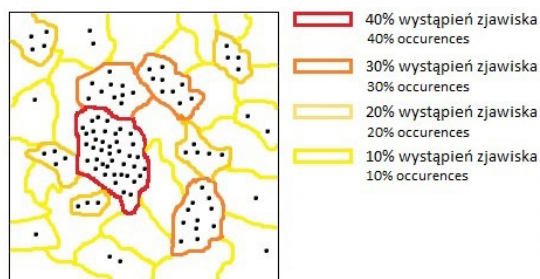 40% wystąpień zjawiska
40% occurences
30% wystąpień zjawiska
30% occurences
20% wystąpień zjawiska
20% occurences
10% wystąpień zjawiska
10% occurences